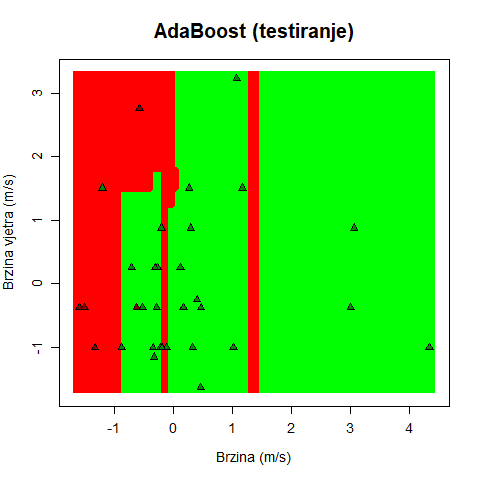 AdaBoost (testiranje)
Brzina vjetra (m/s)
3
2
1
0
-1
-1 0 1 2 3 4
Brzina (m/s)